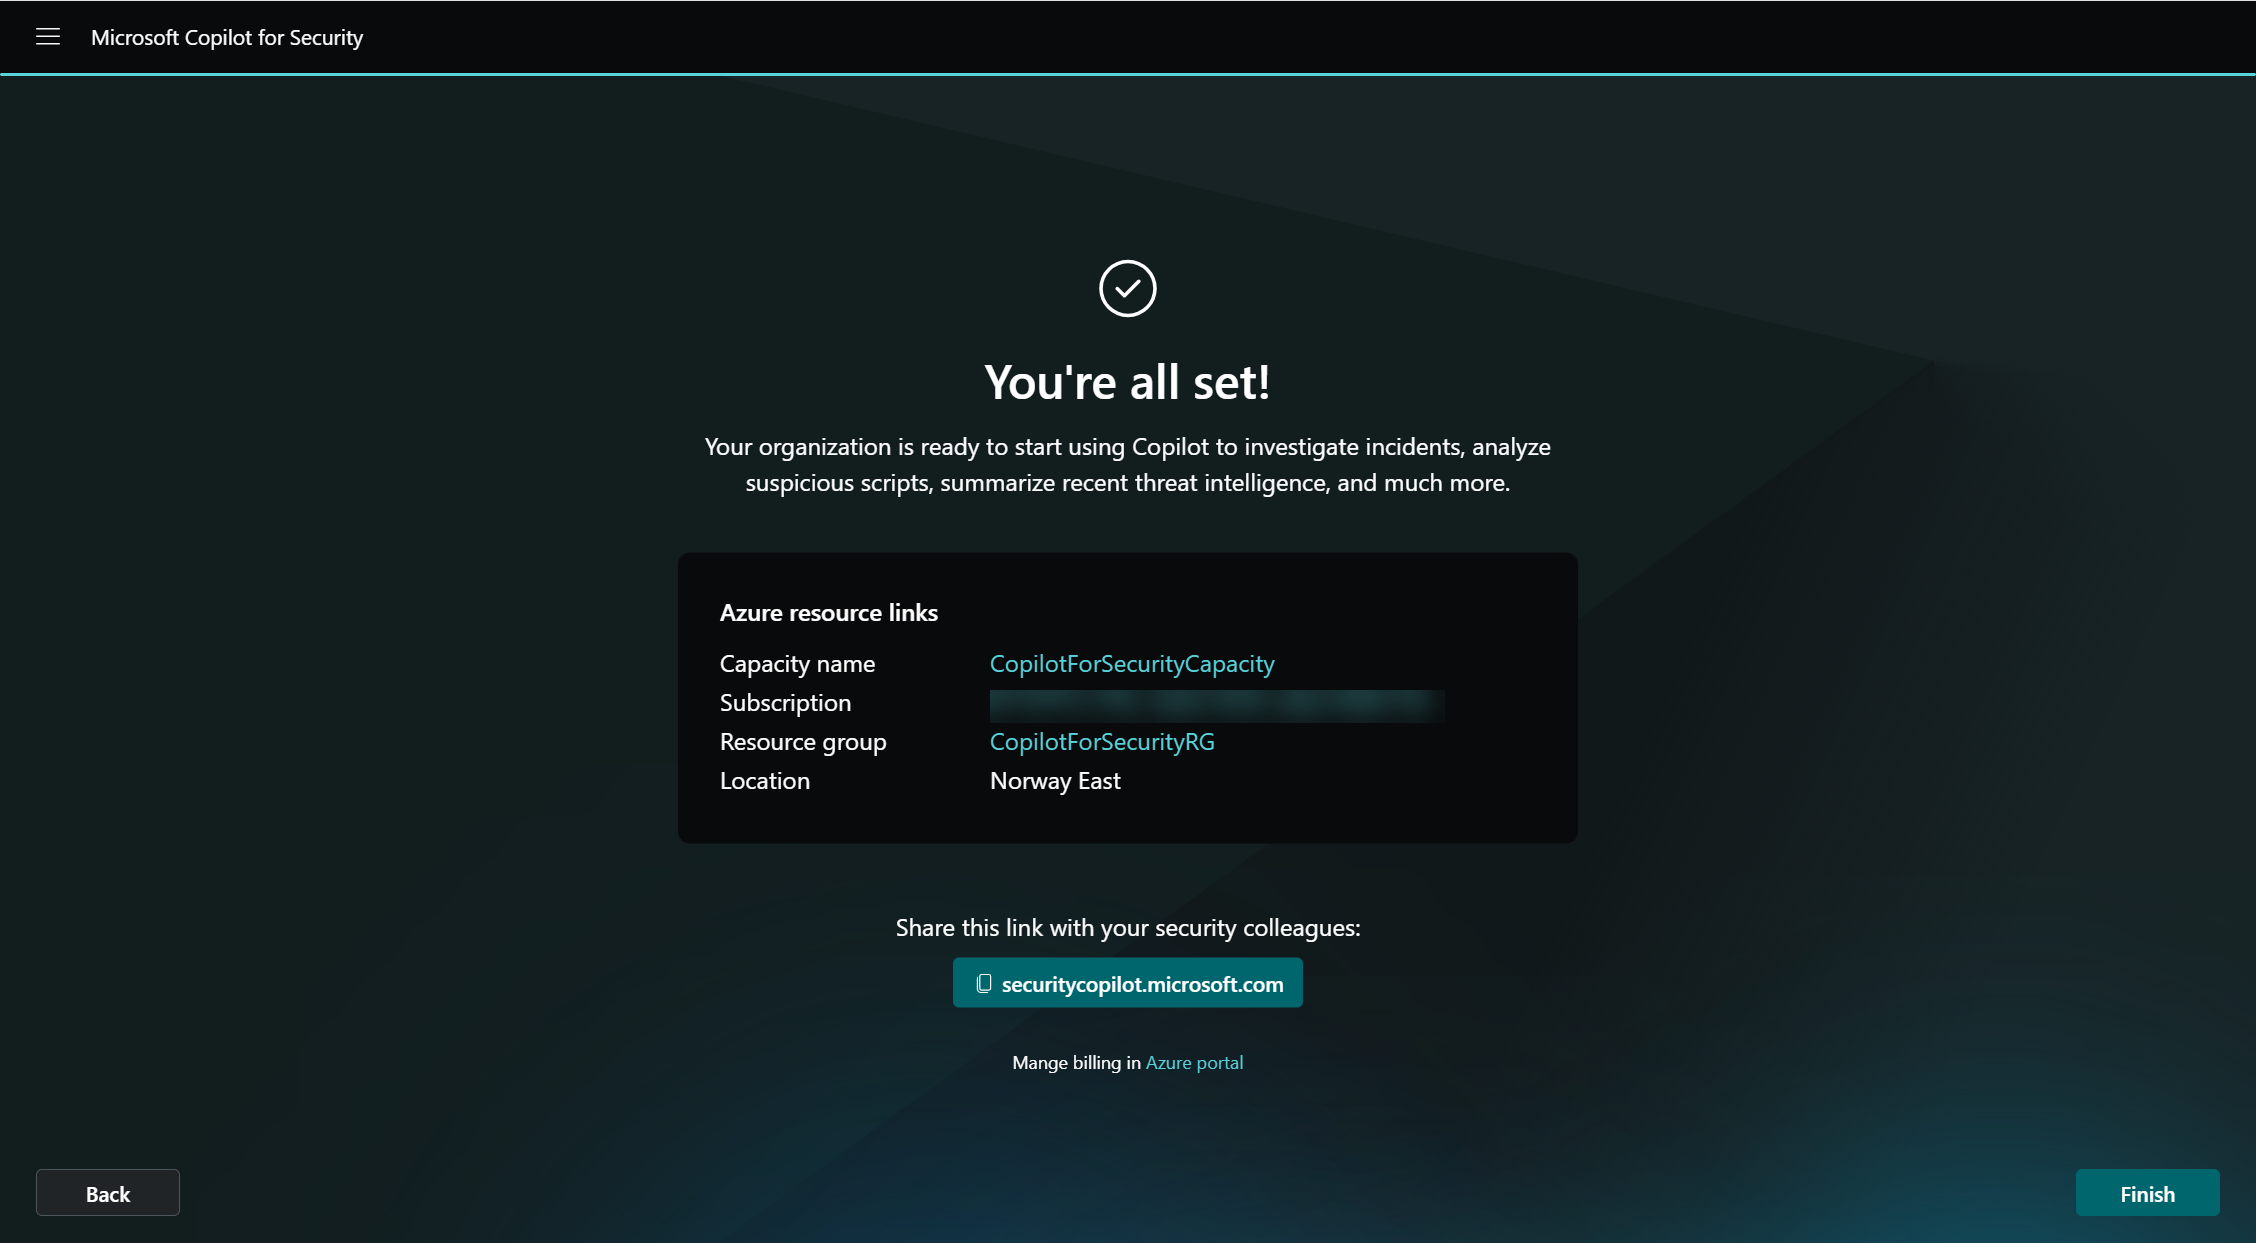 Microsoft Copilot for Security
You're all set!
Your organization is ready to start using Copilot to investigate incidents, analyze
suspicious scripts, summarize recent threat intelligence, and much more.
Azure resource links
Capacity name CopilotForSecurityCapacity
Subscription
Resource group CopilotForSecurityRG
Location Norway East
Share this link with your security colleagues:
securitycopilot.microsoft.com
Mange billing in Azure portal
Back
Finish